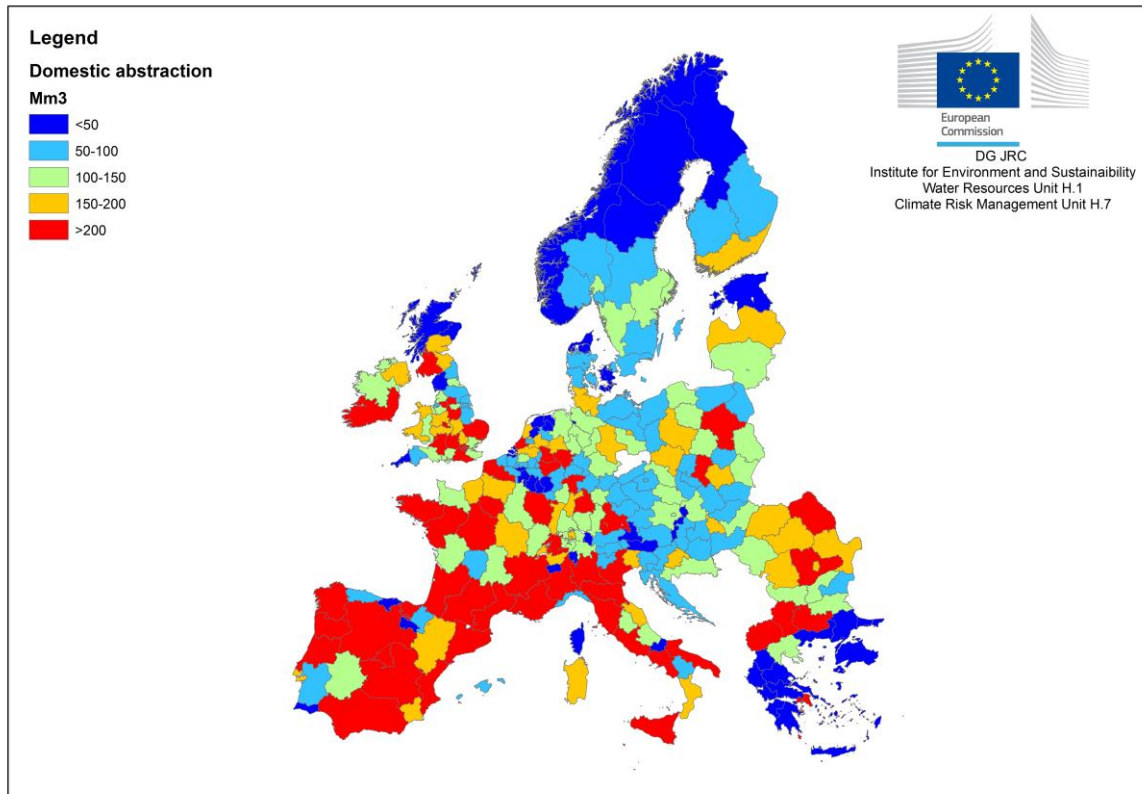 Legend
Domestic abstraction
Mm3
<50
50-100
100-150
150-200
>200
European
Commission
DG JRC
Institute for Environment and Sustainaibility
Water Resources Unit H.1
Climate Risk Management Unit H.7